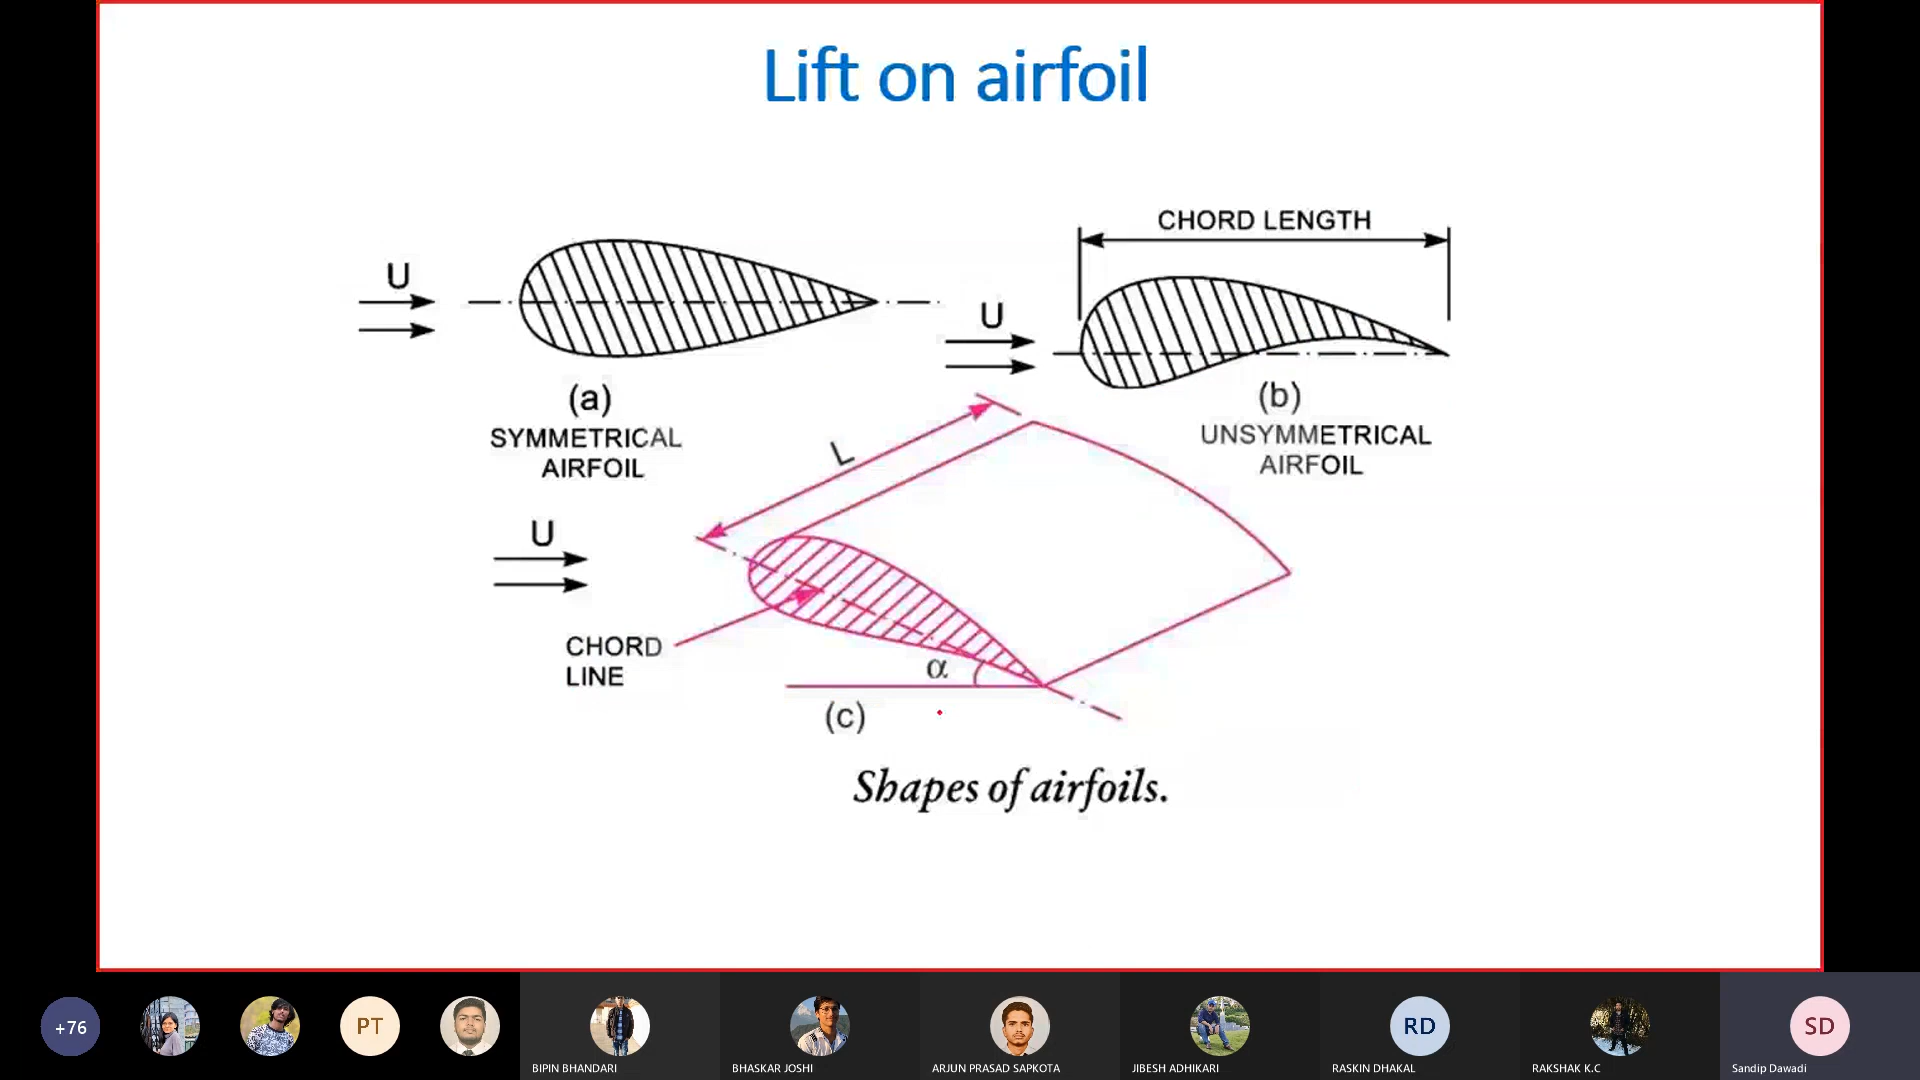 Lift on airfoil
CHORD LENGTH
U
U
(a)
SYMMETRICAL
AIRFOIL
(b)
UNSYMMETRICAL
AIRFOIL
L
U
CHORD
LINE
α
(c)
Shapes of airfoils.
+76
PT
RD
SD
BIPIN BHANDARI
BHASKAR JOSHI
ARJUN PRASAD SAPKOTA
JIBESH ADHIKARI
RASKIN DHAKAL
RAKSHAK K.C
Sandip Dawadi